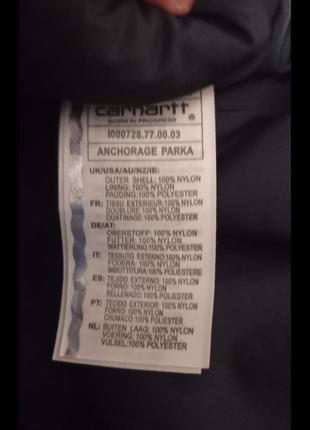 carhartt
WORK IN PROGRESS ®
I000728.77.00.03
ANCHORAGE PARKA
UK/USA/AU/NZ/IE:
OUTER SHELL: 100% NYLON
LINING: 100% NYLON
PADDING: 100% POLYESTER
FR: TISSU EXTERIEUR:100% NYLON
DOUBLURE: 100% NYLON
OUATINAGE: 100% POLYESTER
DE/AT:
OBERSTOFF: 100% NYLON
FUTTER: 100% NYLON
WATTIERUNG:100% POLYESTER
IT: TESSUTO ESTERNO:100% NYLON
FODERA: 100% NYLON
IMBOTTITURA:100% POLIESTERE
ES: TEJIDO EXTERNO: 100% NYLON
FORRO: 100% NYLON
RELLENADO: 100% POLYESTER
PT: TECIDO EXTERIOR: 100% NYLON
FORRO: 100% NYLON
CHUMACO: 100% POLYESTER
NL: BUITEN LAAG: 100% NYLON
VOERING: 100% NYLON
VULSEL:100% POLYESTER